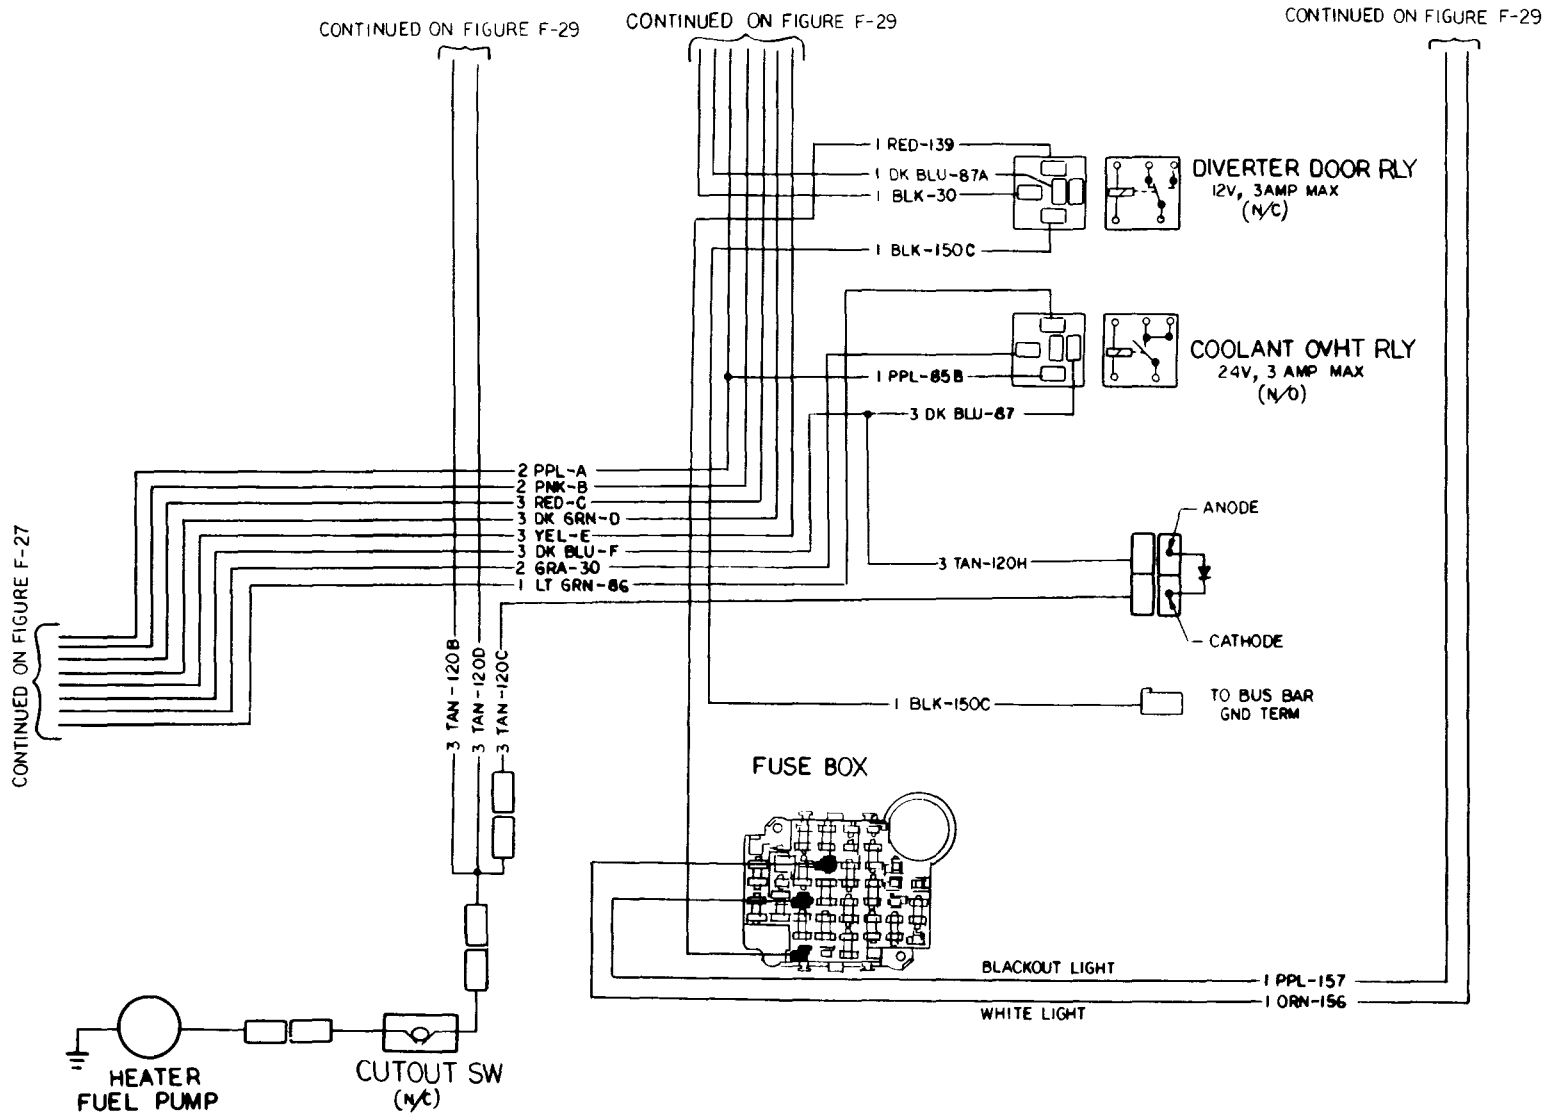 CONTINUED ON FIGURE F-29
CONTINUED ON FIGURE F-29
CONTINUED ON FIGURE F-29
1 RED-139
1 DK BLU-87A
1 BLK-30
1 BLK-150C
DIVERTER DOOR RLY
12V, 3AMP MAX
(N/C)
1 PPL-85B
3 DK BLU-87
COOLANT OVHT RLY
24V, 3 AMP MAX
(N/O)
2 PPL-A
2 PNK-B
3 RED-C
3 DK GRN-D
3 YEL-E
3 DK BLU-F
2 GRA-30
1 LT GRN-86
ANODE
3 TAN-120H
CATHODE
CONTINUED ON FIGURE F-27
3 TAN-120B
3 TAN-120D
3 TAN-120C
1 BLK-150C
TO BUS BAR
GND TERM
FUSE BOX
BLACKOUT LIGHT
1 PPL-157
WHITE LIGHT
1 ORN-156
HEATER
FUEL PUMP
CUTOUT SW
(N/C)